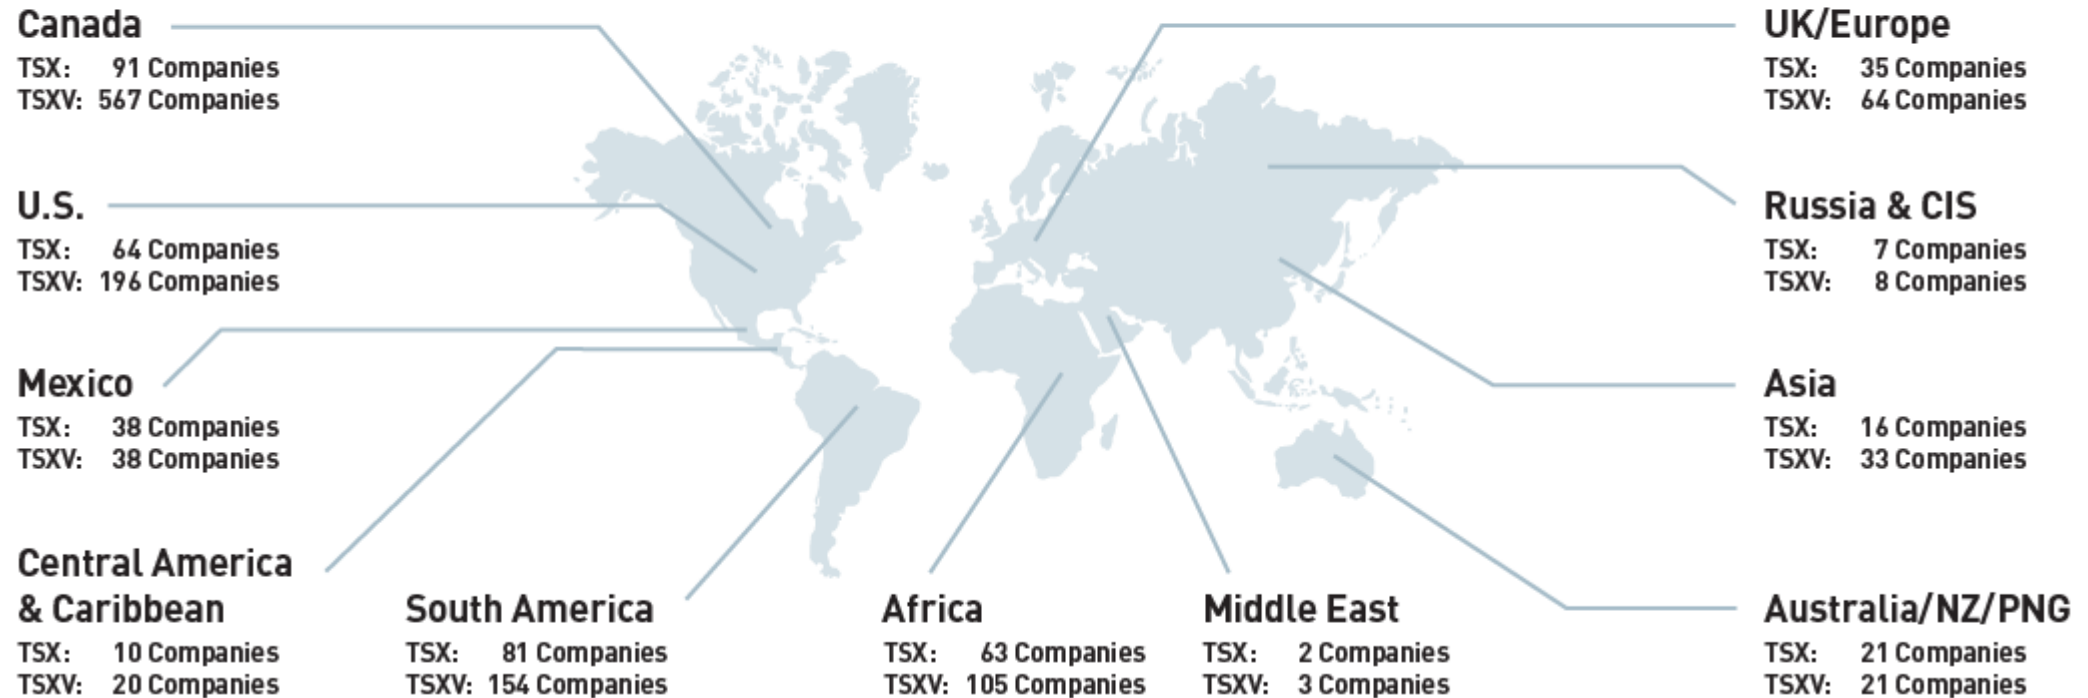 Canada
TSX: 91 Companies
TSXV: 567 Companies
U.S.
TSX: 64 Companies
TSXV: 196 Companies
Mexico
TSX: 38 Companies
TSXV: 38 Companies
Central America
& Caribbean
TSX: 10 Companies
TSXV: 20 Companies
South America
TSX: 81 Companies
TSXV: 154 Companies
Africa
TSX: 63 Companies
TSXV: 105 Companies
Middle East
TSX: 2 Companies
TSXV: 3 Companies
UK/Europe
TSX: 35 Companies
TSXV: 64 Companies
Russia & CIS
TSX: 7 Companies
TSXV: 8 Companies
Asia
TSX: 16 Companies
TSXV: 33 Companies
Australia/NZ/PNG
TSX: 21 Companies
TSXV: 21 Companies